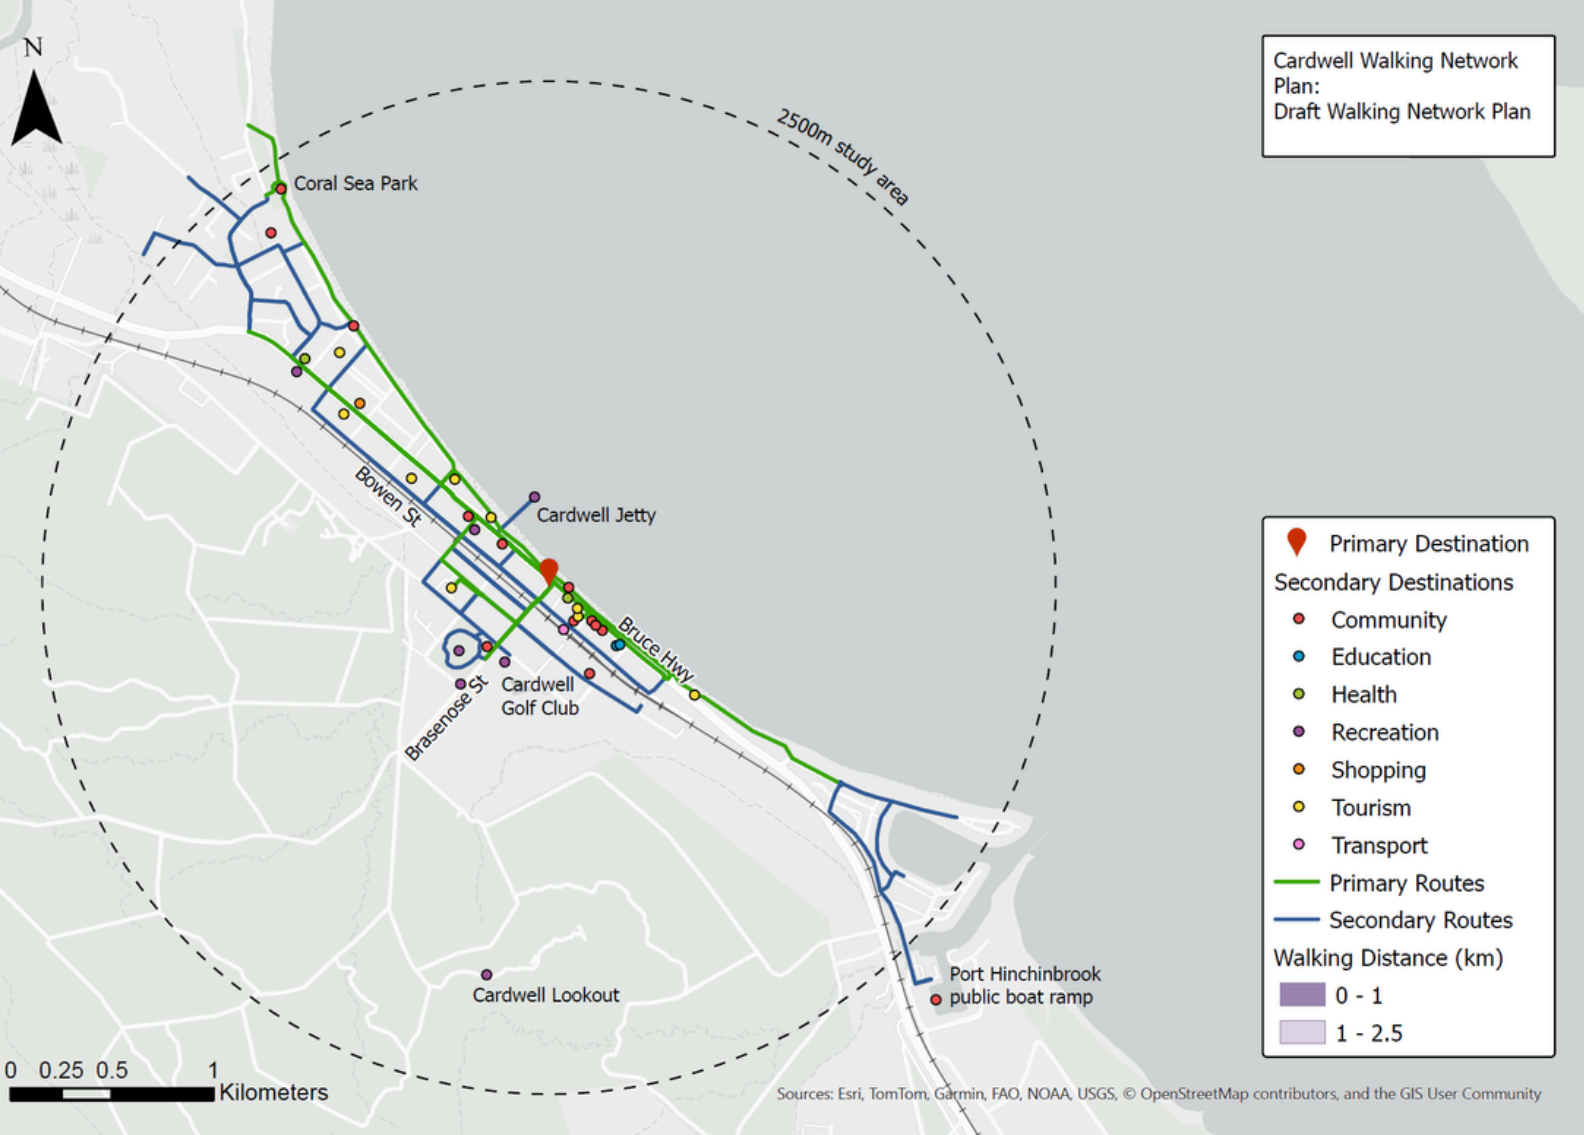 N
Cardwell Walking Network
Plan:
Draft Walking Network Plan
2500m study area
Coral Sea Park
Bowen St
Cardwell Jetty
Bruce Hwy
Cardwell
Golf Club
Brasenose St
Cardwell Lookout
Port Hinchinbrook
public boat ramp
Primary Destination
Secondary Destinations
Community
Education
Health
Recreation
Shopping
Tourism
Transport
Primary Routes
Secondary Routes
Walking Distance (km)
0 - 1
1 - 2.5
0 0.25 0.5 1
Kilometers
Sources: Esri, TomTom, Garmin, FAO, NOAA, USGS, © OpenStreetMap contributors, and the GIS User Community